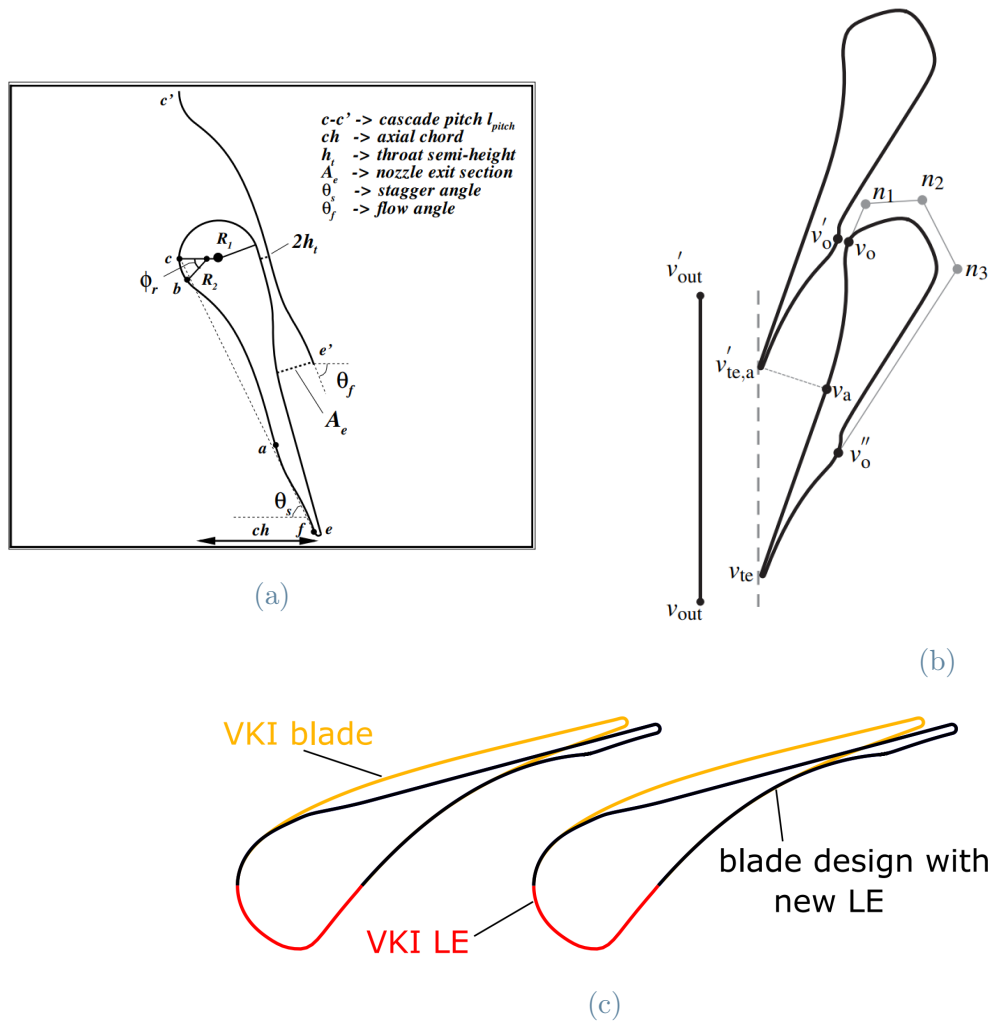 c'
c-c' -> cascade pitch l_pitch
ch -> axial chord
h_t -> throat semi-height
A_e -> nozzle exit section
θ_s -> stagger angle
θ_f -> flow angle
R_1
2h_t
c
ϕ_r
b
R_2
e'
θ_f
A_e
a
θ_s
ch
f
e
(a)
n_1
n_2
v'_o
v_o
n_3
v'_out
v'_te,a
v_a
v''_o
v_te
v_out
(b)
VKI blade
blade design with
new LE
VKI LE
(c)